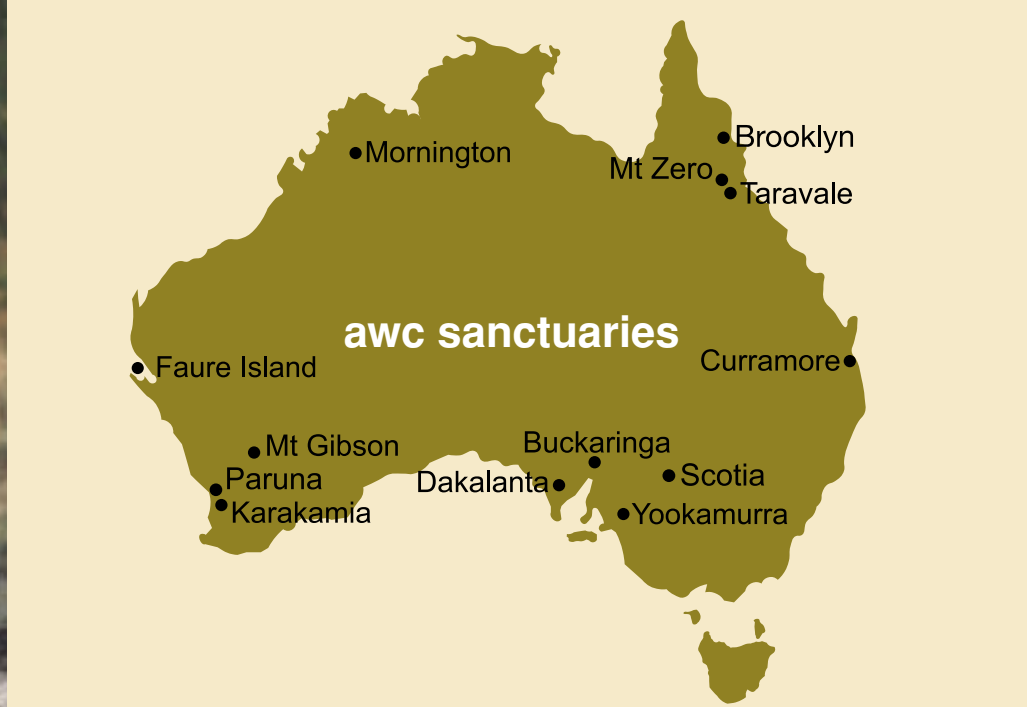 Brooklyn
Mornington
Mt Zero
Taravale
awc sanctuaries
Curramore
Faure Island
Buckaringa
Mt Gibson
Scotia
Paruna
Dakalanta
Karakamia
Yookamurra